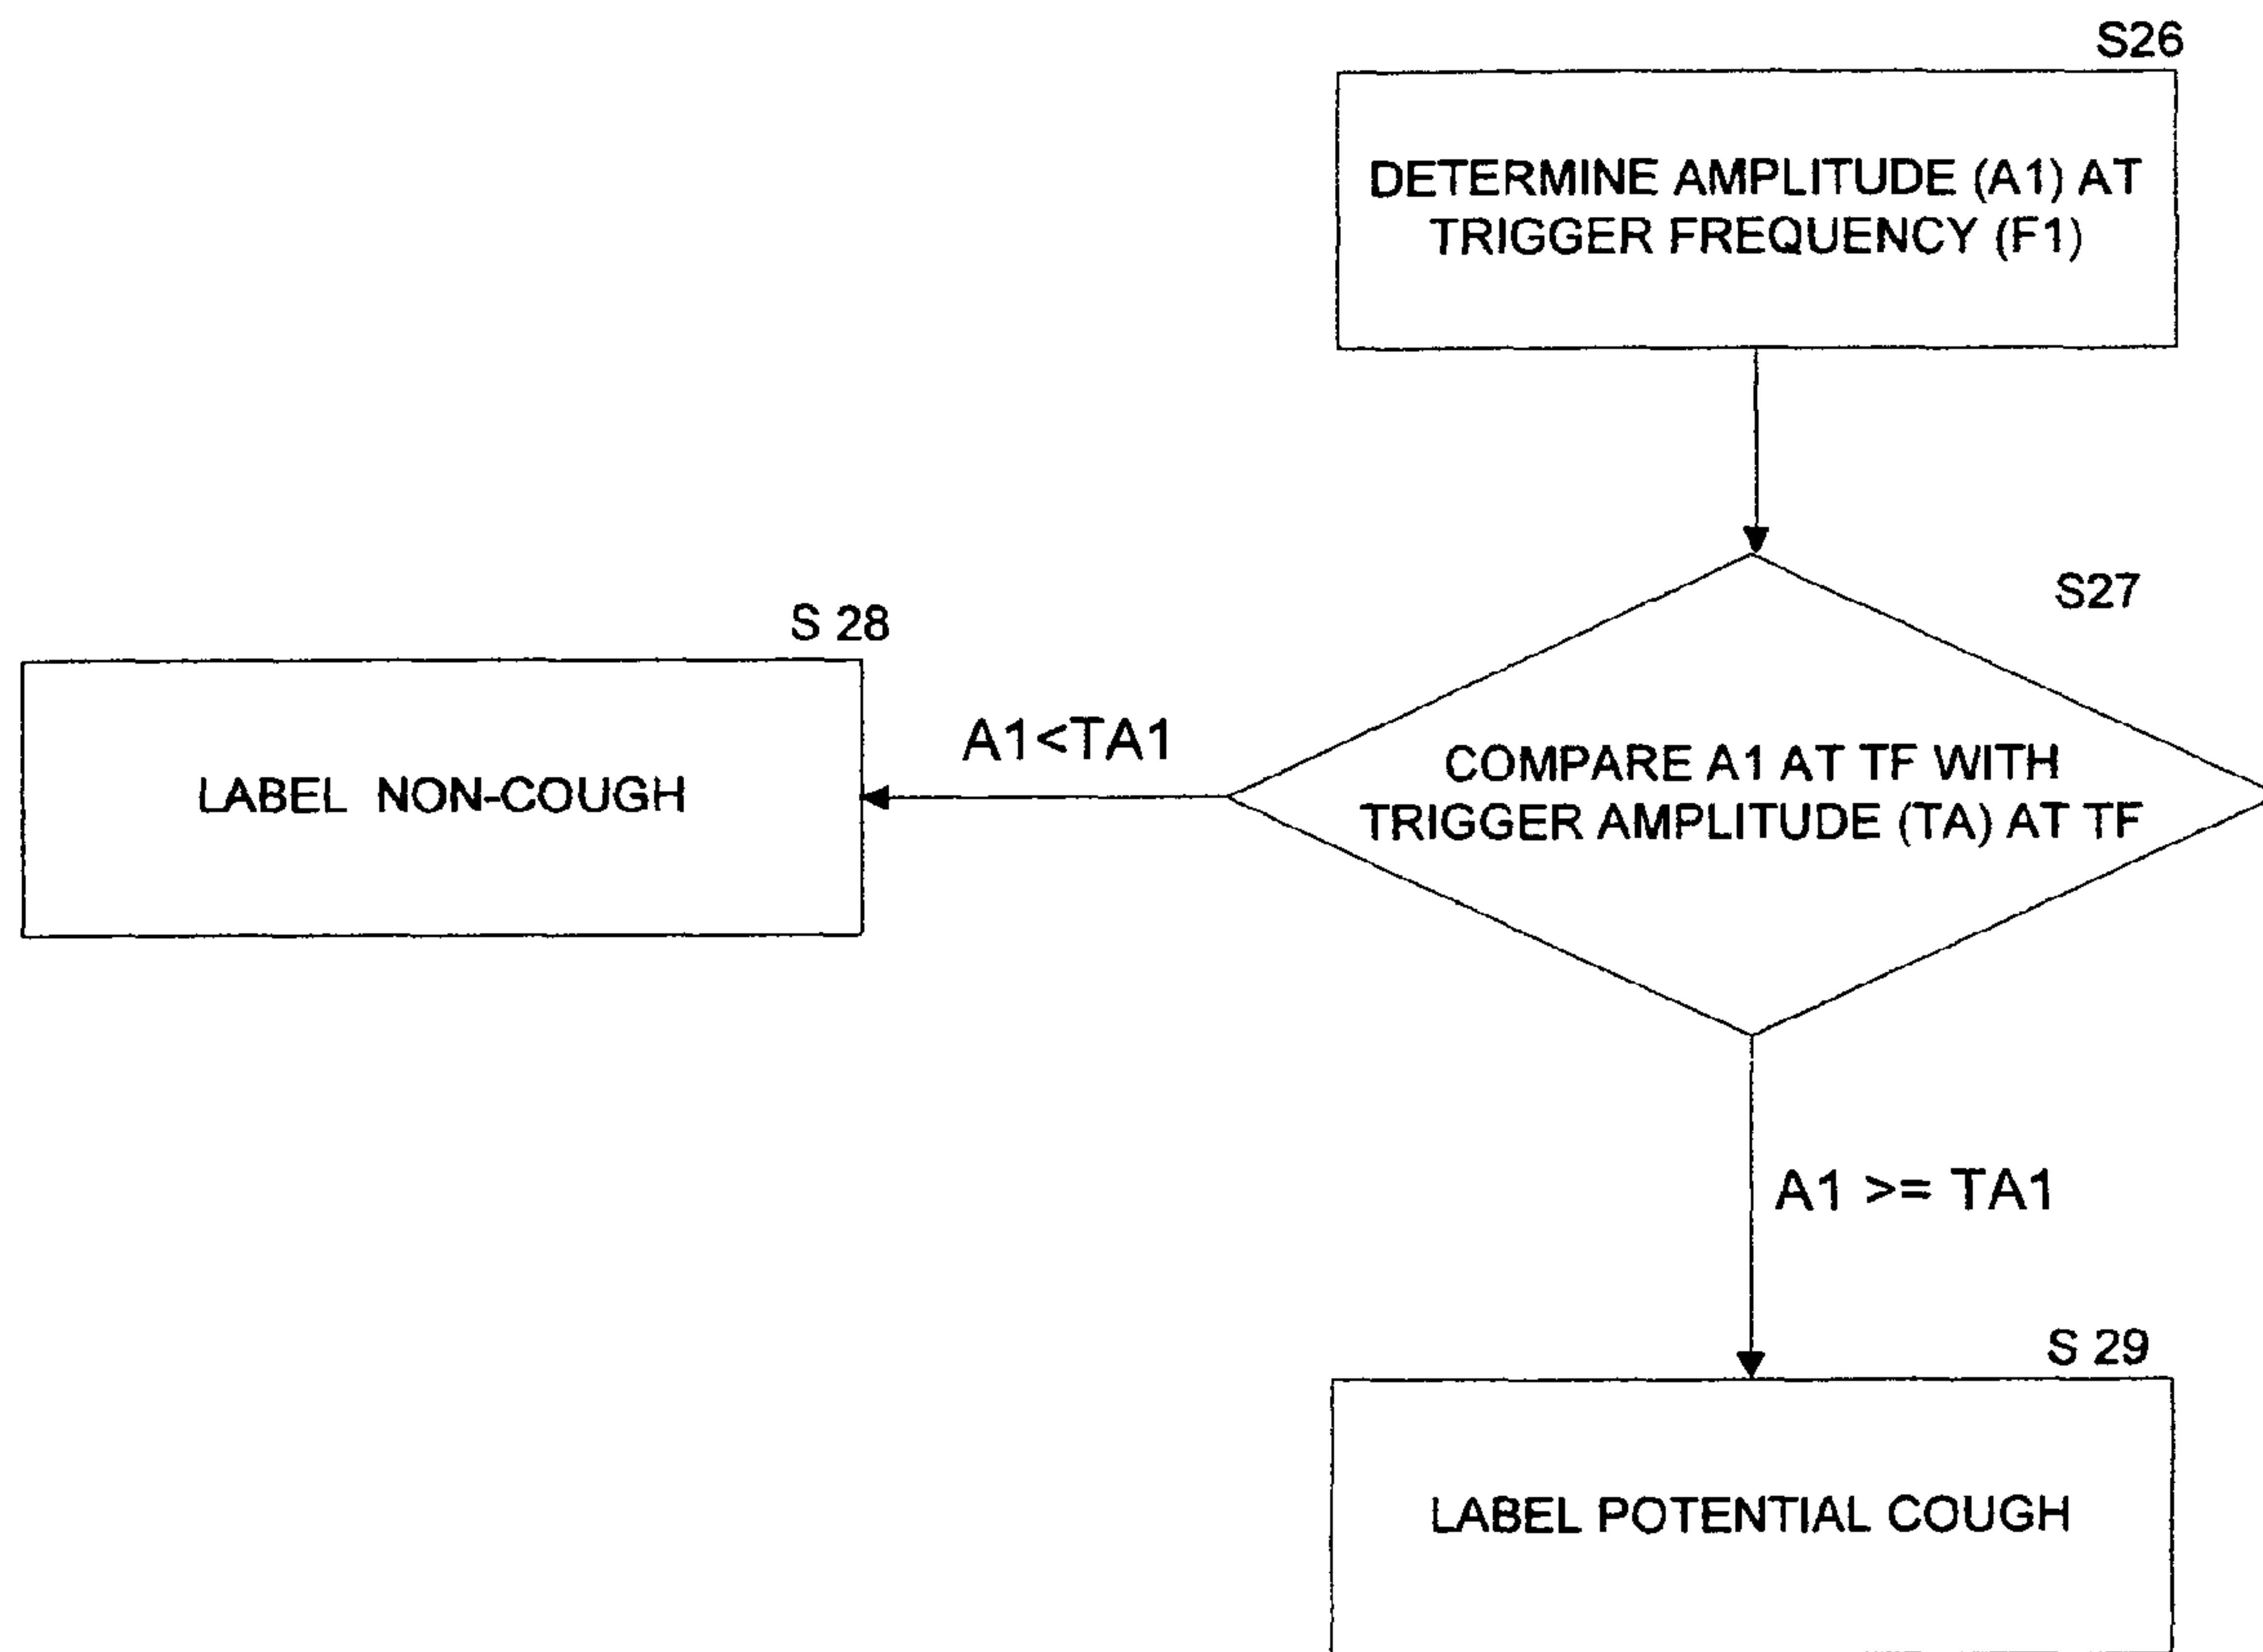 S26
DETERMINE AMPLITUDE (A1) AT
TRIGGER FREQUENCY (F1)
S27
COMPARE A1 AT TF WITH
TRIGGER AMPLITUDE (TA) AT TF
A1<TA1
S 28
LABEL NON-COUGH
A1 >= TA1
S 29
LABEL POTENTIAL COUGH